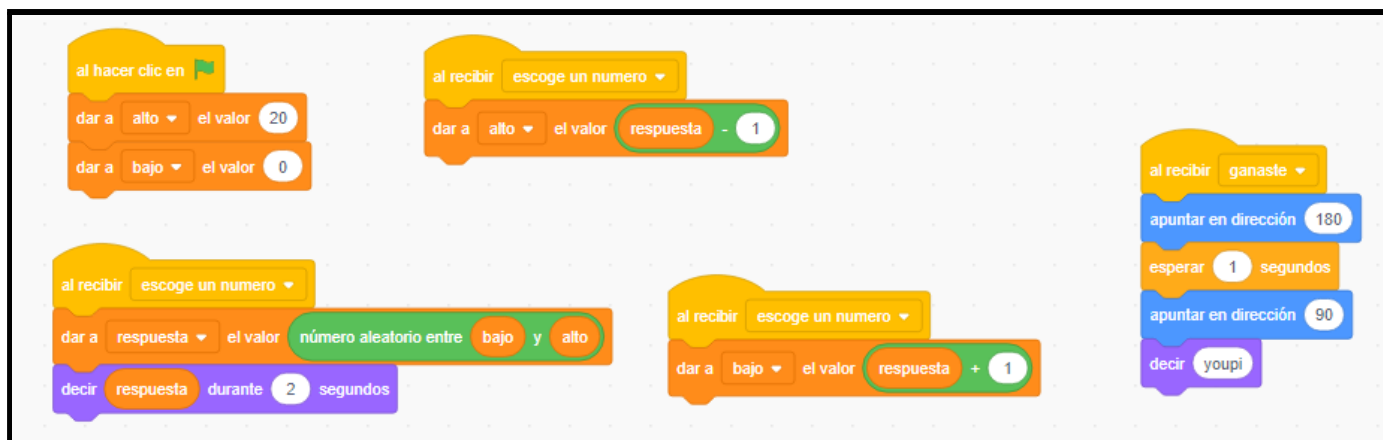 al hacer clic en
dar a alto el valor 20
dar a bajo el valor 0
al recibir escoge un numero
dar a alto el valor respuesta - 1
al recibir escoge un numero
dar a respuesta el valor número aleatorio entre bajo y alto
decir respuesta durante 2 segundos
al recibir escoge un numero
dar a bajo el valor respuesta + 1
al recibir ganaste
apuntar en dirección 180
esperar 1 segundos
apuntar en dirección 90
decir youpi